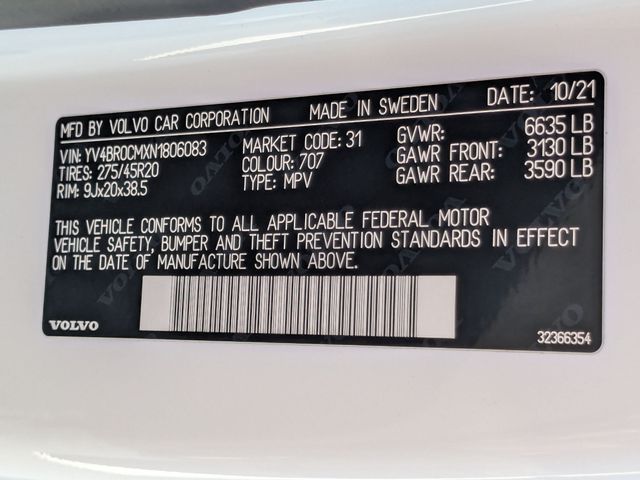 MFD BY VOLVO CAR CORPORATION MADE IN SWEDEN DATE: 10/21
VIN: YV4BR0CMXN1806083 MARKET CODE: 31 GVWR: 6635 LB
TIRES: 275/45R20 COLOUR: 707 GAWR FRONT: 3130 LB
RIM: 9Jx20x38.5 TYPE: MPV GAWR REAR: 3590 LB
THIS VEHICLE CONFORMS TO ALL APPLICABLE FEDERAL MOTOR
VEHICLE SAFETY, BUMPER AND THEFT PREVENTION STANDARDS IN EFFECT
ON THE DATE OF MANUFACTURE SHOWN ABOVE.
VOLVO 32366354